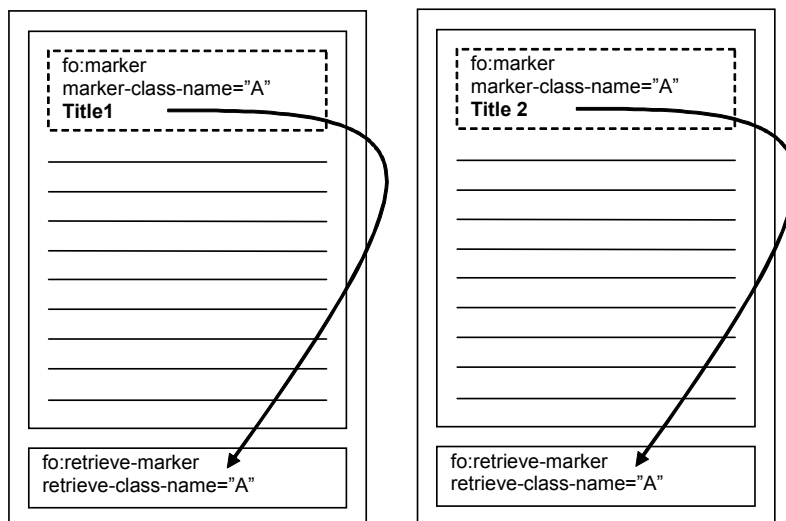 fo:marker
marker-class-name=”A”
Title1
fo:retrieve-marker
retrieve-class-name=”A”
fo:marker
marker-class-name=”A”
Title 2
fo:retrieve-marker
retrieve-class-name=”A”